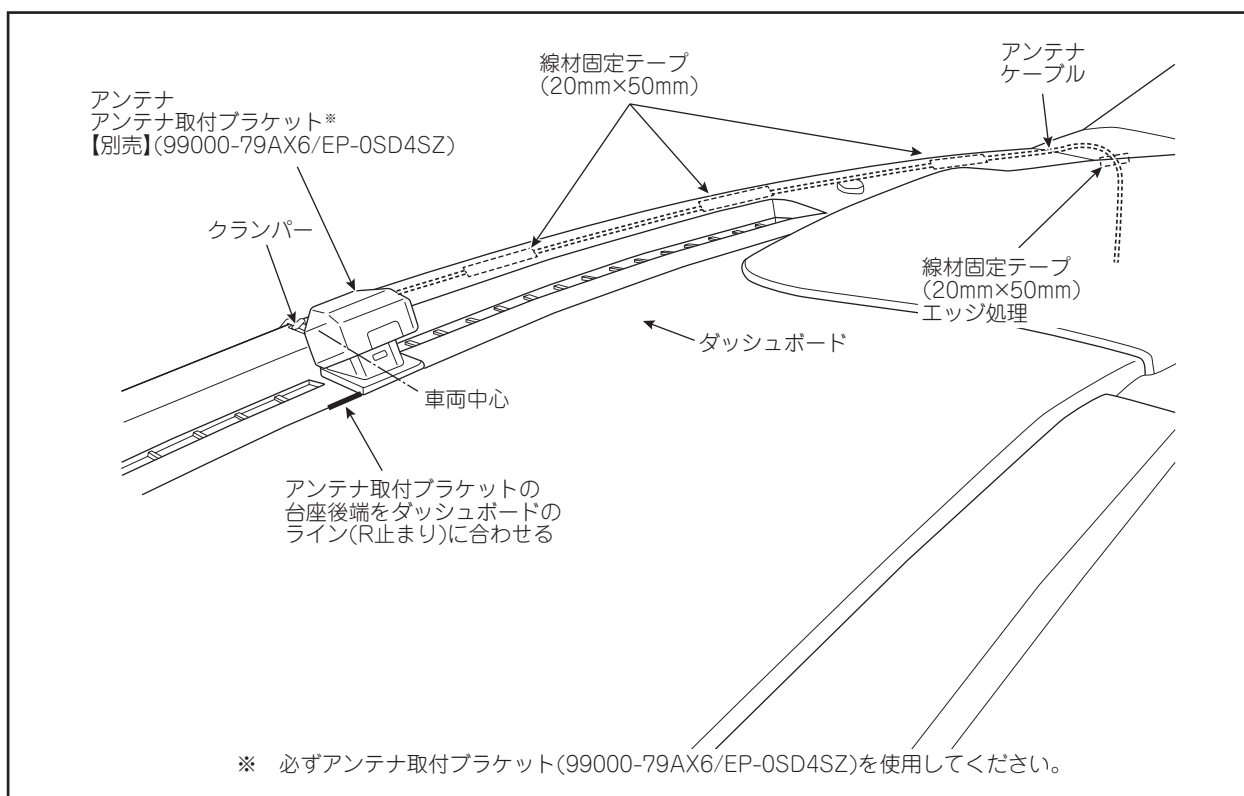 アンテナ
アンテナ取付ブラケット※
【別売】(99000-79AX6/EP-0SD4SZ)
線材固定テープ
(20mm×50mm)
アンテナ
ケーブル
クランパー
線材固定テープ
(20mm×50mm)
エッジ処理
ダッシュボード
車両中心
アンテナ取付ブラケットの
台座後端をダッシュボードの
ライン(R止まり)に合わせる
※ 必ずアンテナ取付ブラケット(99000-79AX6/EP-0SD4SZ)を使用してください。